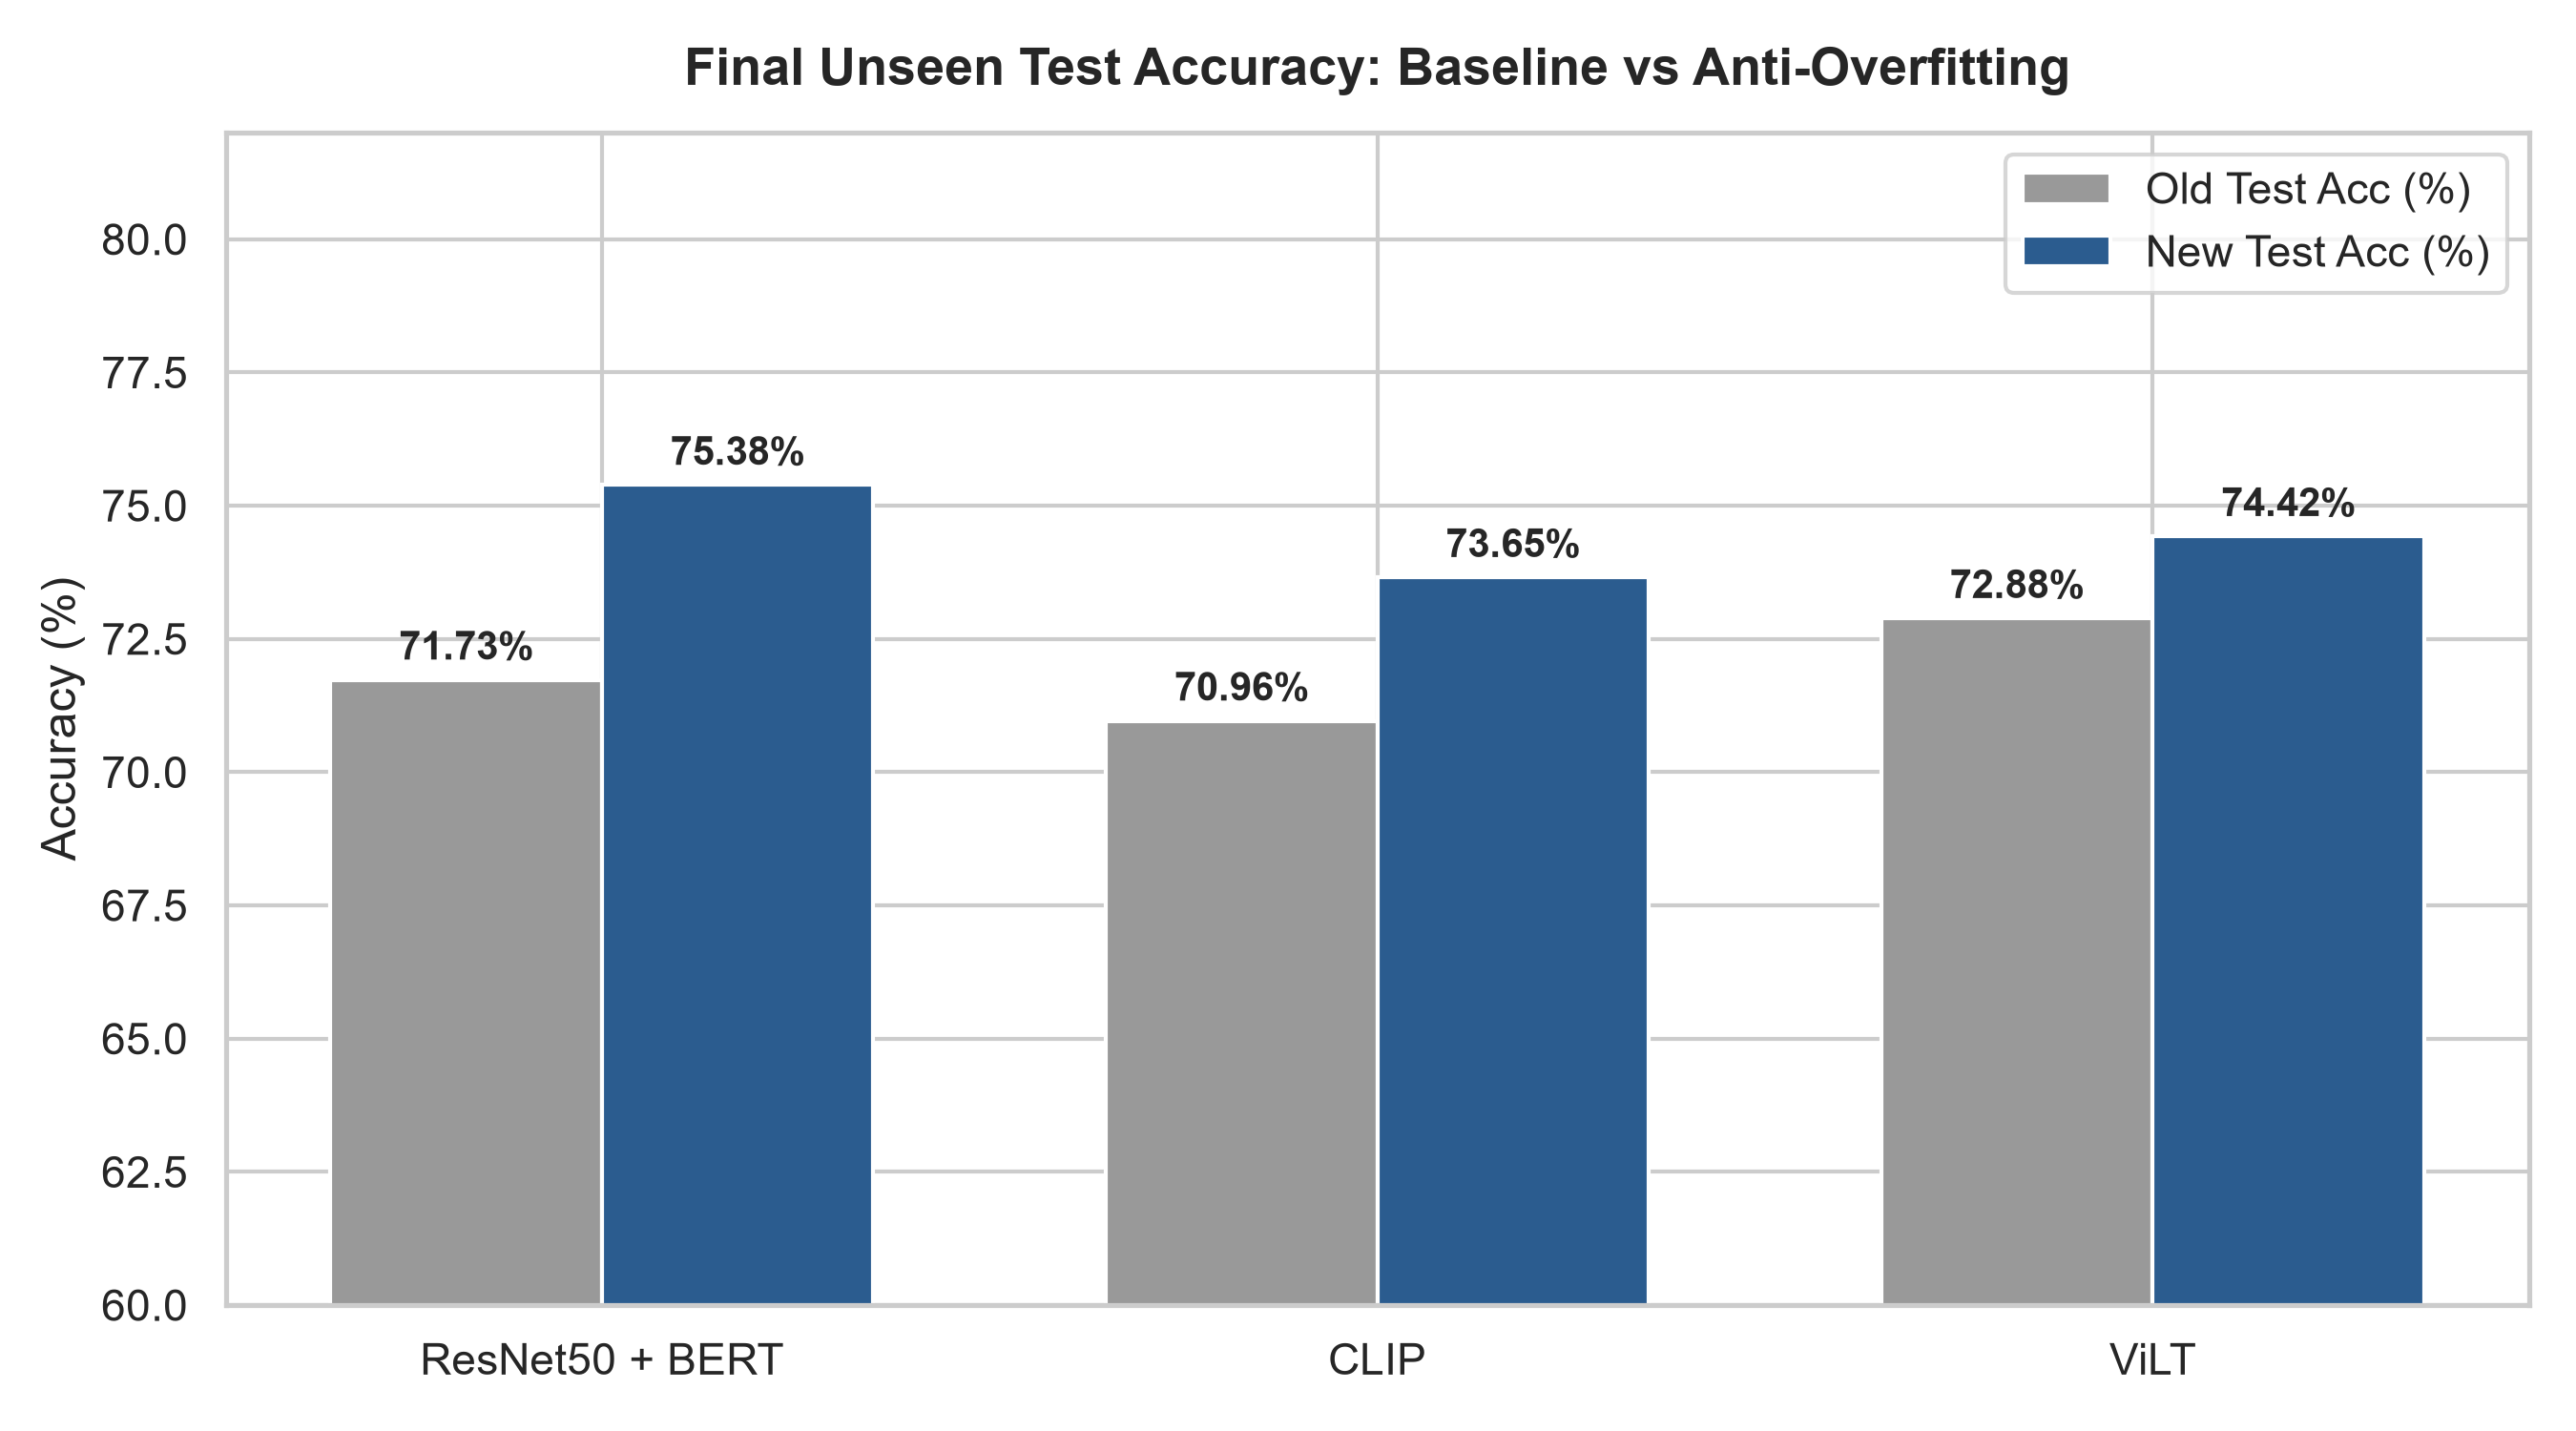 Final Unseen Test Accuracy: Baseline vs Anti-Overfitting
Old Test Acc (%)
New Test Acc (%)
Accuracy (%)
80.0
77.5
75.0
72.5
70.0
67.5
65.0
62.5
60.0
71.73%
75.38%
70.96%
73.65%
72.88%
74.42%
ResNet50 + BERT
CLIP
ViLT